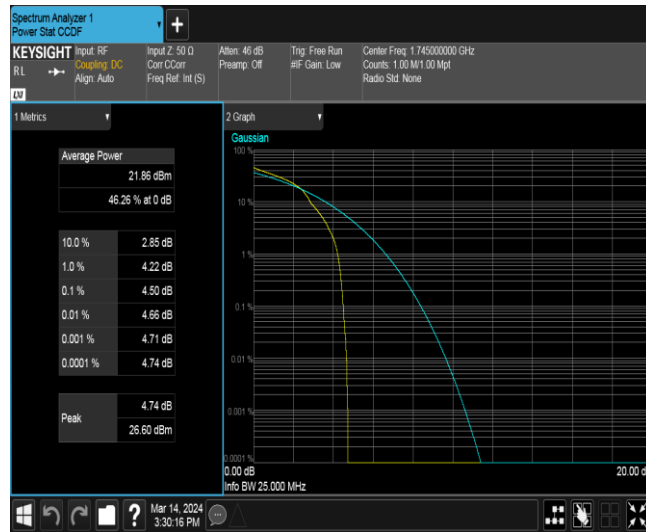 Spectrum Analyzer 1
Power Stat CCDF
KEYSIGHT
RL
LXI
Input: RF
Coupling: DC
Align: Auto
Input Z: 50 Ω
Corr CCorr
Freq Ref: Int (S)
Atten: 46 dB
Preamp: Off
Trig: Free Run
#IF Gain: Low
Center Freq: 1.745000000 GHz
Counts: 1.00 M/1.00 Mpt
Radio Std: None
1 Metrics
Average Power
21.86 dBm
46.26 % at 0 dB
10.0 % 2.85 dB
1.0 % 4.22 dB
0.1 % 4.50 dB
0.01 % 4.66 dB
0.001 % 4.71 dB
0.0001 % 4.74 dB
Peak
4.74 dB
26.60 dBm
2 Graph
Gaussian
100 %
10 %
1 %
0.1 %
0.01 %
0.001 %
0.0001 %
0.00 dB
20.00 d
Info BW 25.000 MHz
?
Mar 14, 2024
3:30:16 PM